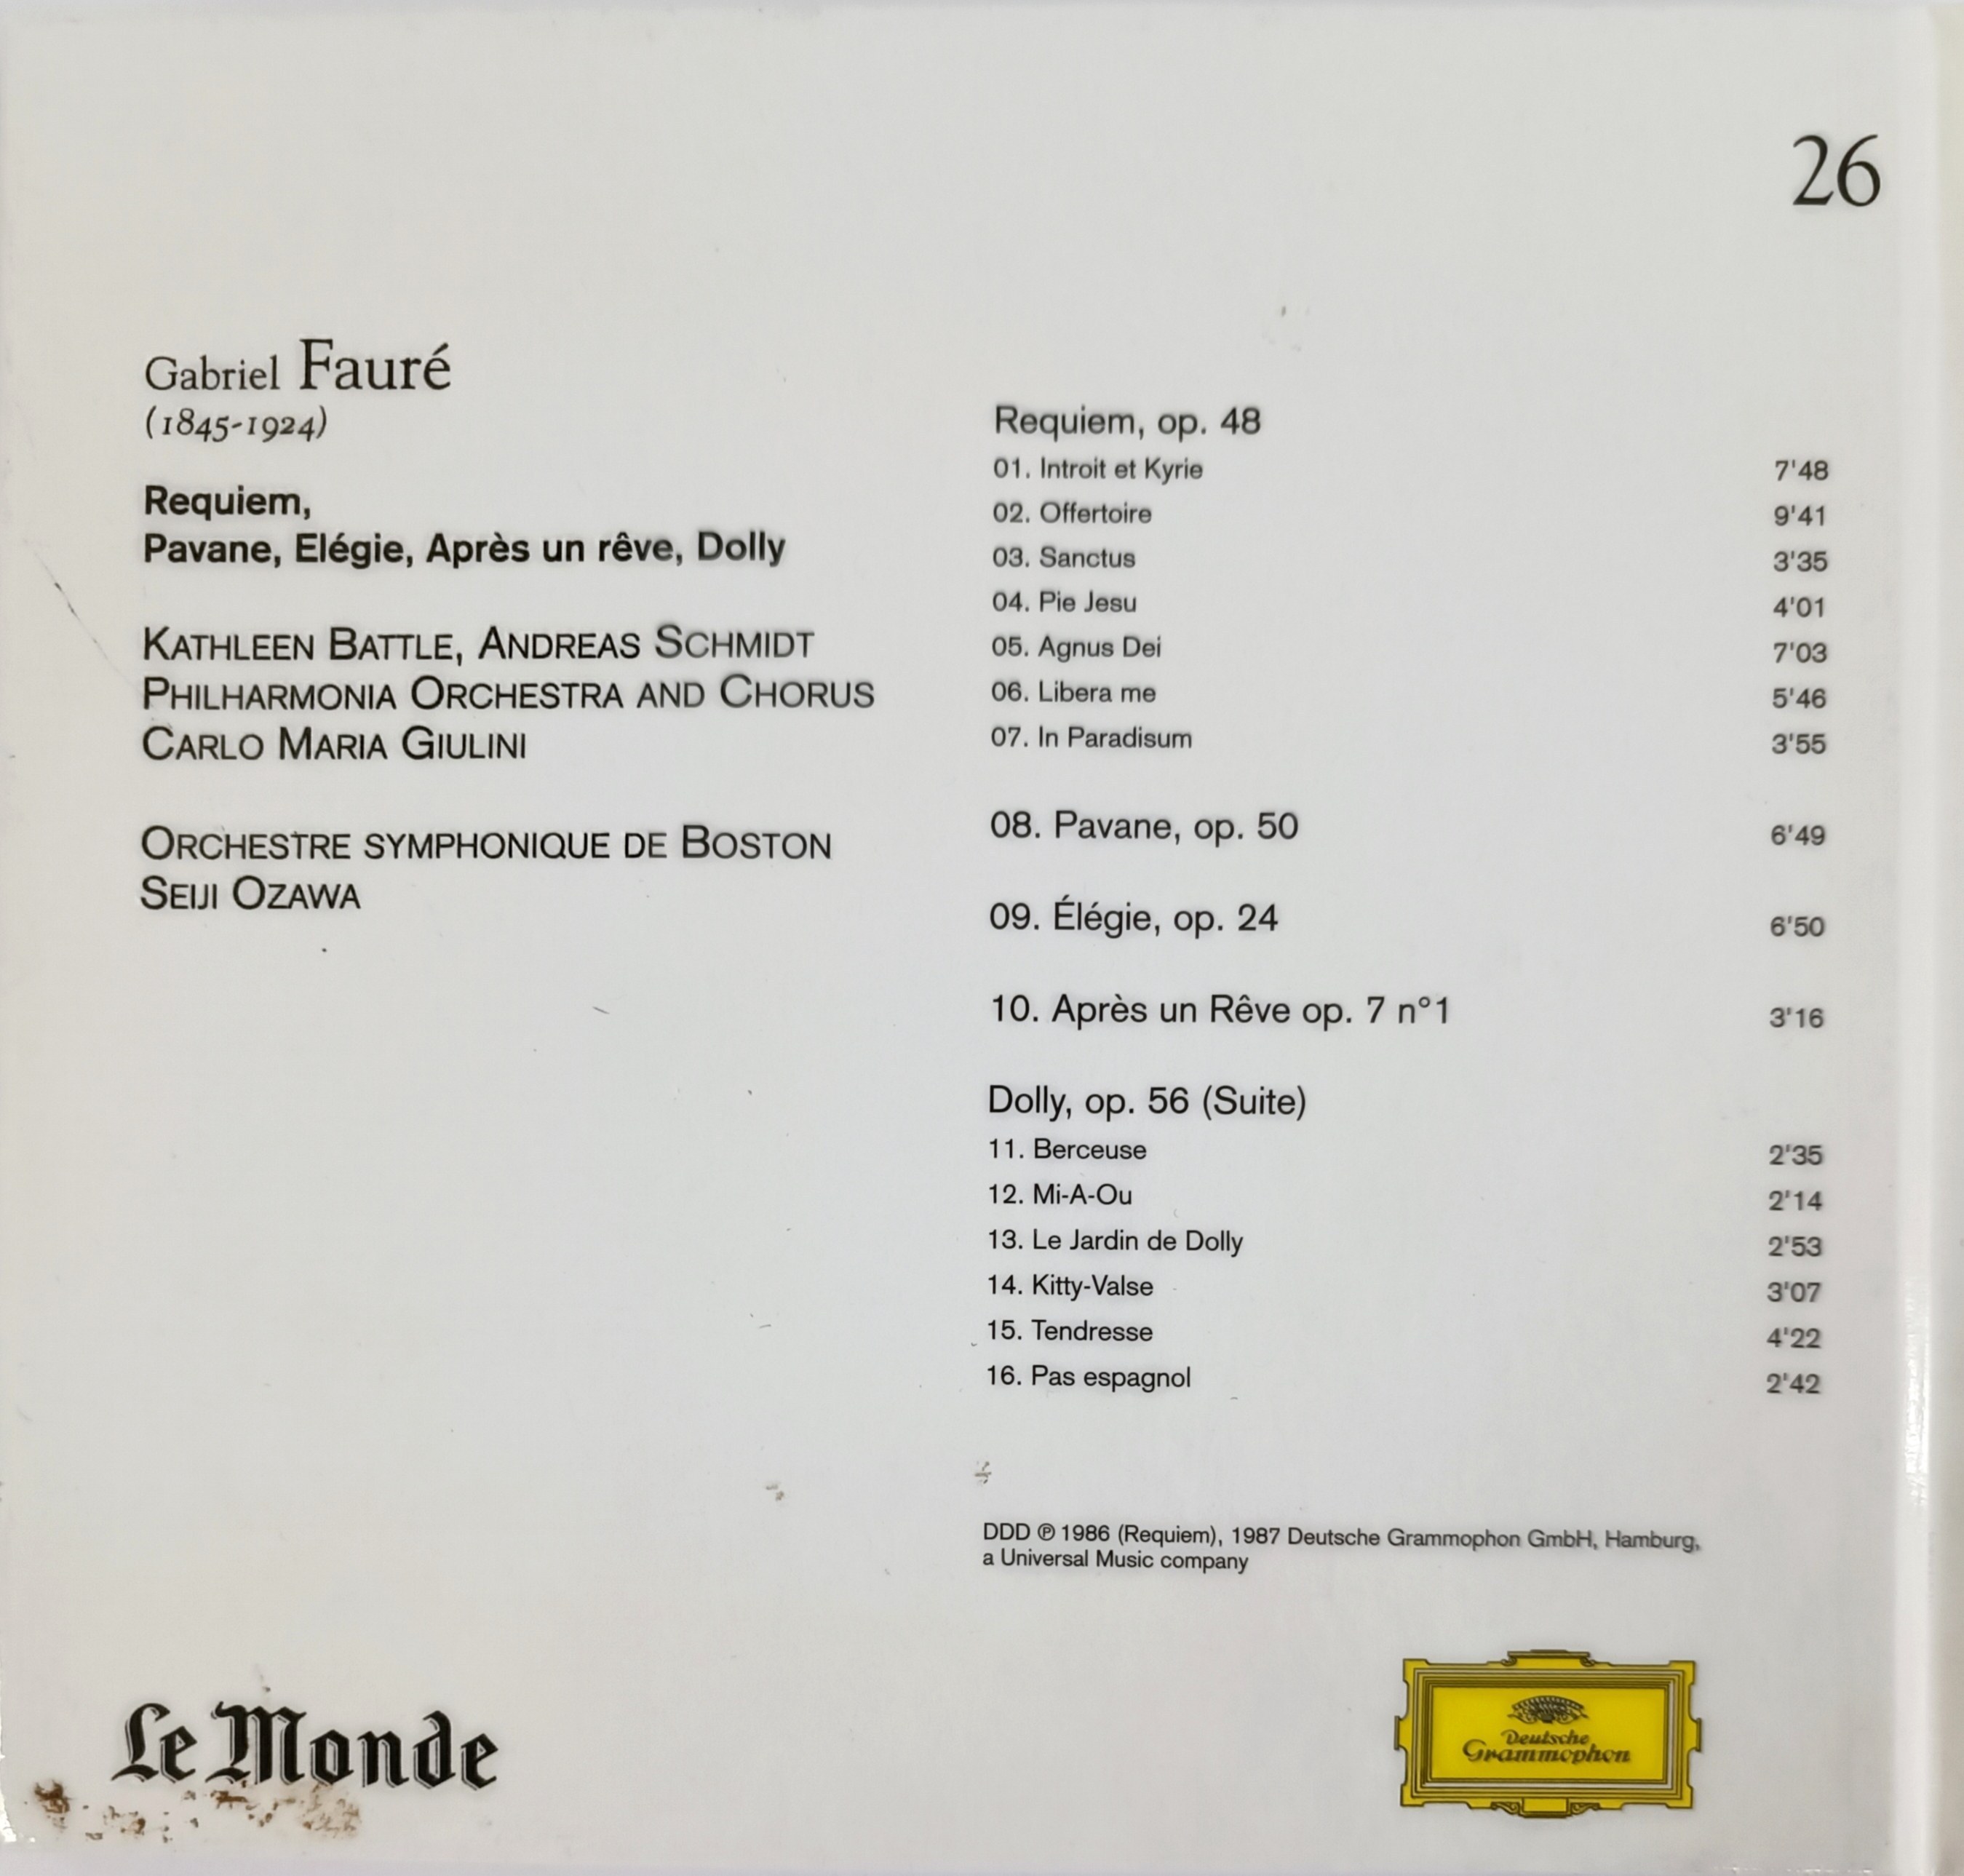 26
Gabriel Fauré
(1845-1924)
Requiem,
Pavane, Elégie, Après un rêve, Dolly
KATHLEEN BATTLE, ANDREAS SCHMIDT
PHILHARMONIA ORCHESTRA AND CHORUS
CARLO MARIA GIULINI
ORCHESTRE SYMPHONIQUE DE BOSTON
SEIJI OZAWA
Requiem, op. 48
01. Introit et Kyrie 7'48
02. Offertoire 9'41
03. Sanctus 3'35
04. Pie Jesu 4'01
05. Agnus Dei 7'03
06. Libera me 5'46
07. In Paradisum 3'55
08. Pavane, op. 50 6'49
09. Élégie, op. 24 6'50
10. Après un Rêve op. 7 n°1 3'16
Dolly, op. 56 (Suite)
11. Berceuse 2'35
12. Mi-A-Ou 2'14
13. Le Jardin de Dolly 2'53
14. Kitty-Valse 3'07
15. Tendresse 4'22
16. Pas espagnol 2'42
DDD ℗ 1986 (Requiem), 1987 Deutsche Grammophon GmbH, Hamburg,
a Universal Music company
Le Monde
Deutsche
Grammophon